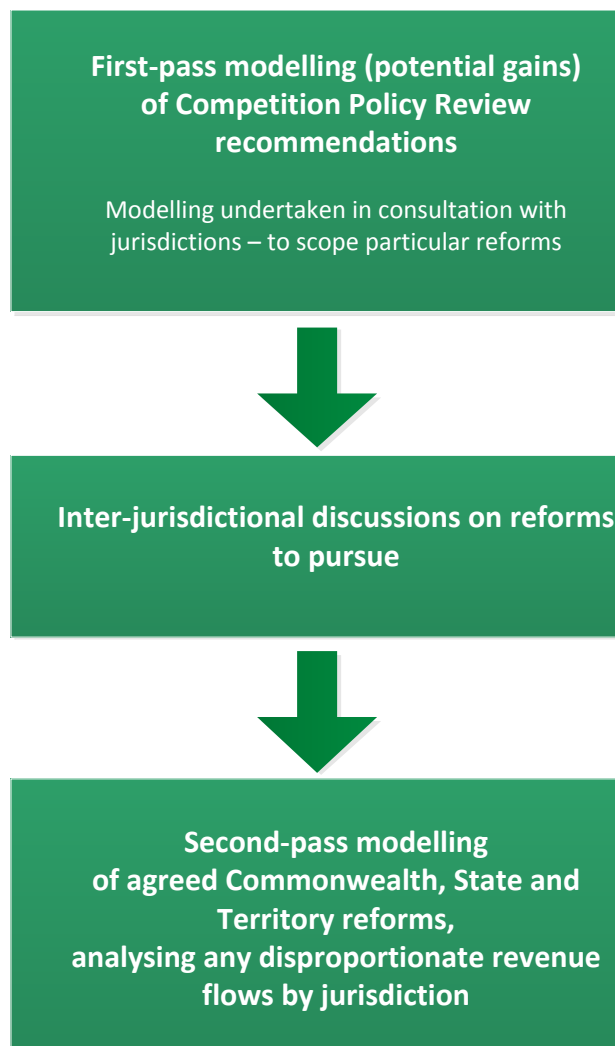 First-pass modelling (potential gains)
of Competition Policy Review
recommendations
Modelling undertaken in consultation with
jurisdictions – to scope particular reforms
Inter-jurisdictional discussions on reforms
to pursue
Second-pass modelling
of agreed Commonwealth, State and
Territory reforms,
analysing any disproportionate revenue
flows by jurisdiction